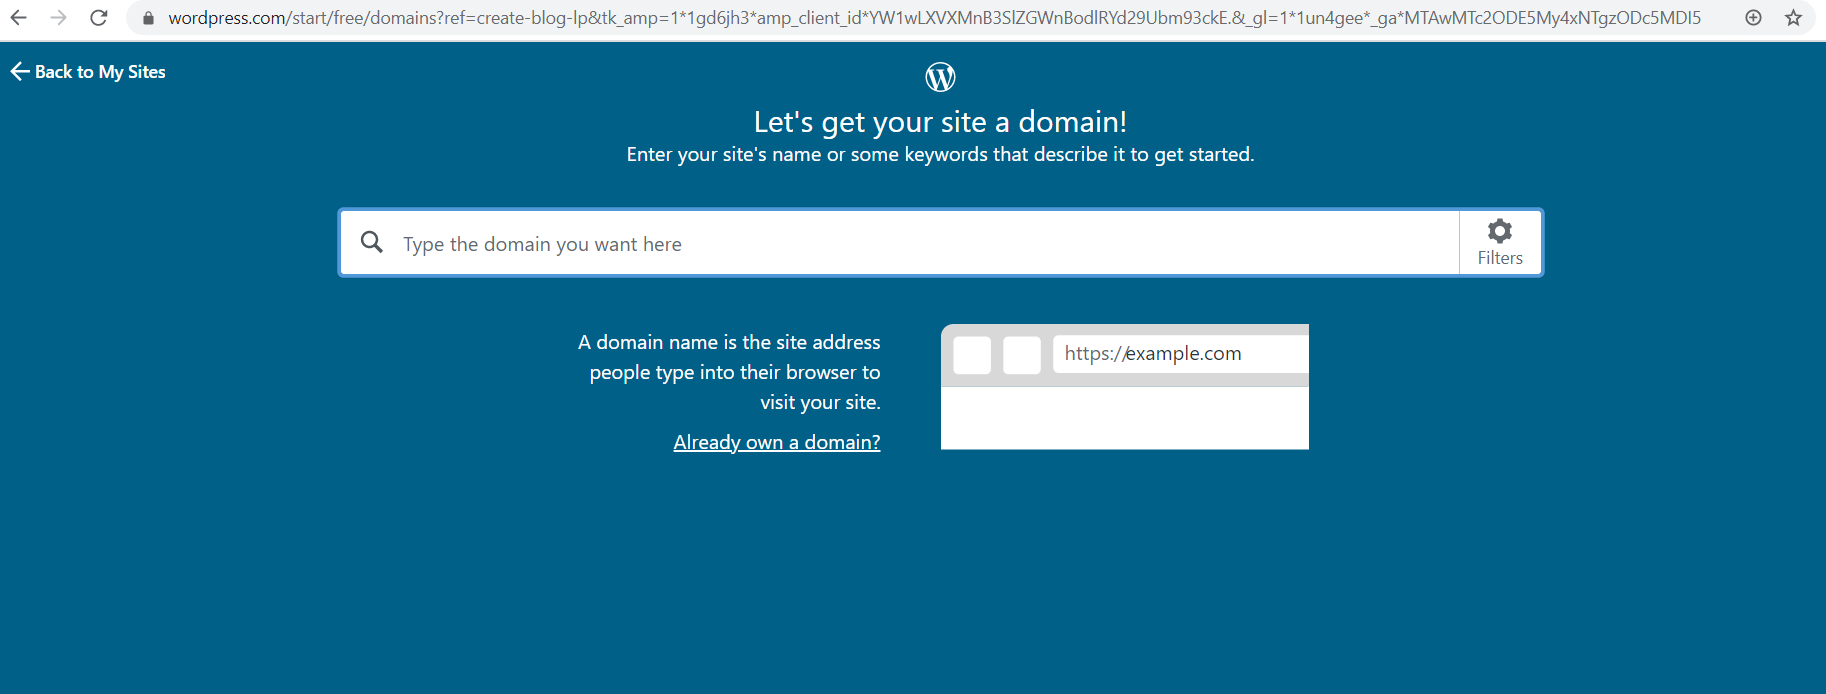 wordpress.com/start/free/domains?ref=create-blog-lp&tk_amp=1*1gd6jh3*amp_client_id*YW1wLXVXMnB3SlZGWnBodlRYd29Ubm93ckE.&_gl=1*1un4gee*_ga*MTAwMTc2ODE5My4xNTgzODc5MDI5
Back to My Sites
Let's get your site a domain!
Enter your site's name or some keywords that describe it to get started.
Type the domain you want here
Filters
A domain name is the site address
people type into their browser to
visit your site.
Already own a domain?
https://example.com